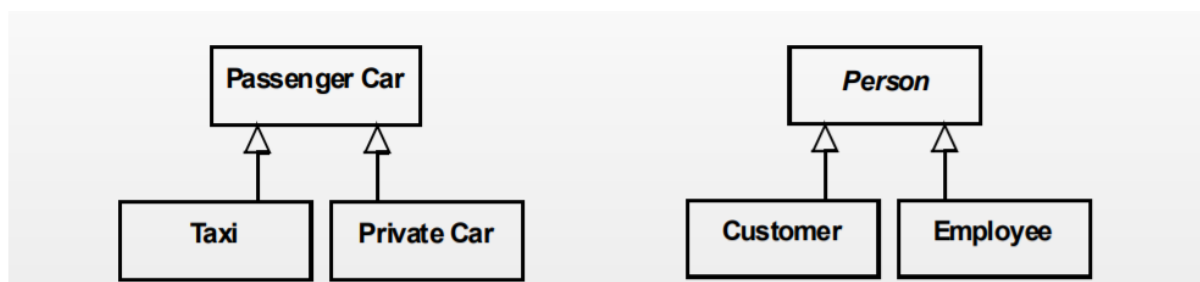 Passenger Car
Person
Taxi
Private Car
Customer
Employee